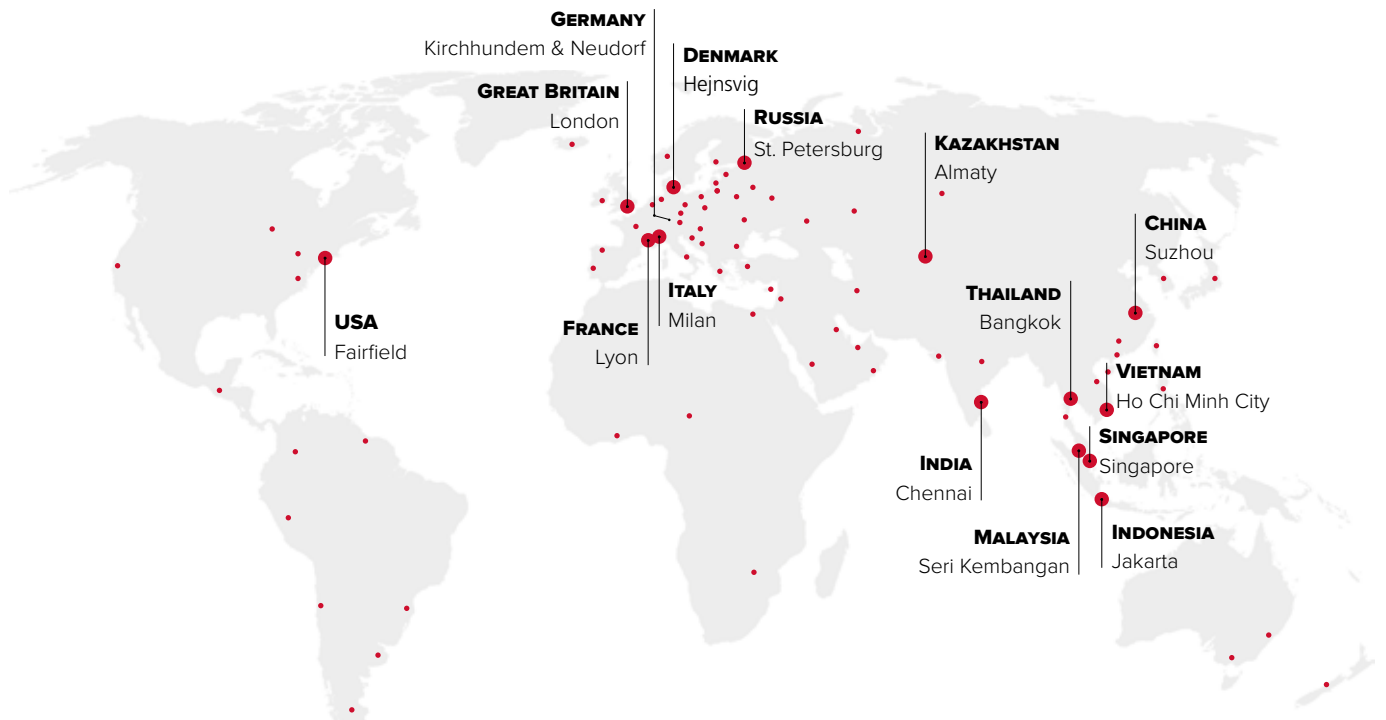 GERMANY
Kirchhundem & Neudorf
DENMARK
Hejnsvig
GREAT BRITAIN
London
RUSSIA
St. Petersburg
KAZAKHSTAN
Almaty
CHINA
Suzhou
THAILAND
Bangkok
ITALY
Milan
USA
Fairfield
FRANCE
Lyon
VIETNAM
Ho Chi Minh City
SINGAPORE
Singapore
INDIA
Chennai
MALAYSIA
Seri Kembangan
INDONESIA
Jakarta